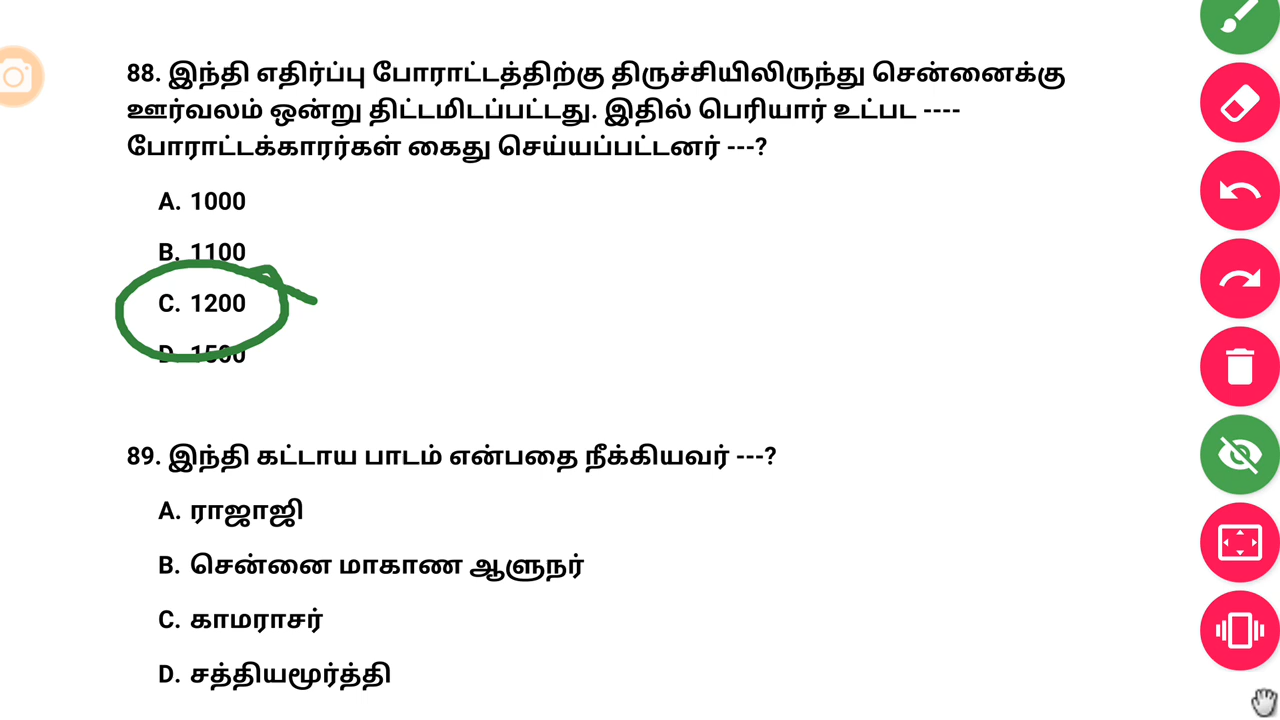 88. இந்தி எதிர்ப்பு போராட்டத்திற்கு திருச்சியிலிருந்து சென்னைக்கு
ஊர்வலம் ஒன்று திட்டமிடப்பட்டது. இதில் பெரியார் உட்பட ----
போராட்டக்காரர்கள் கைது செய்யப்பட்டனர் ---?
A. 1000
B. 1100
C. 1200
D. 1500
89. இந்தி கட்டாய பாடம் என்பதை நீக்கியவர் ---?
A. ராஜாஜி
B. சென்னை மாகாண ஆளுநர்
C. காமராசர்
D. சத்தியமூர்த்தி